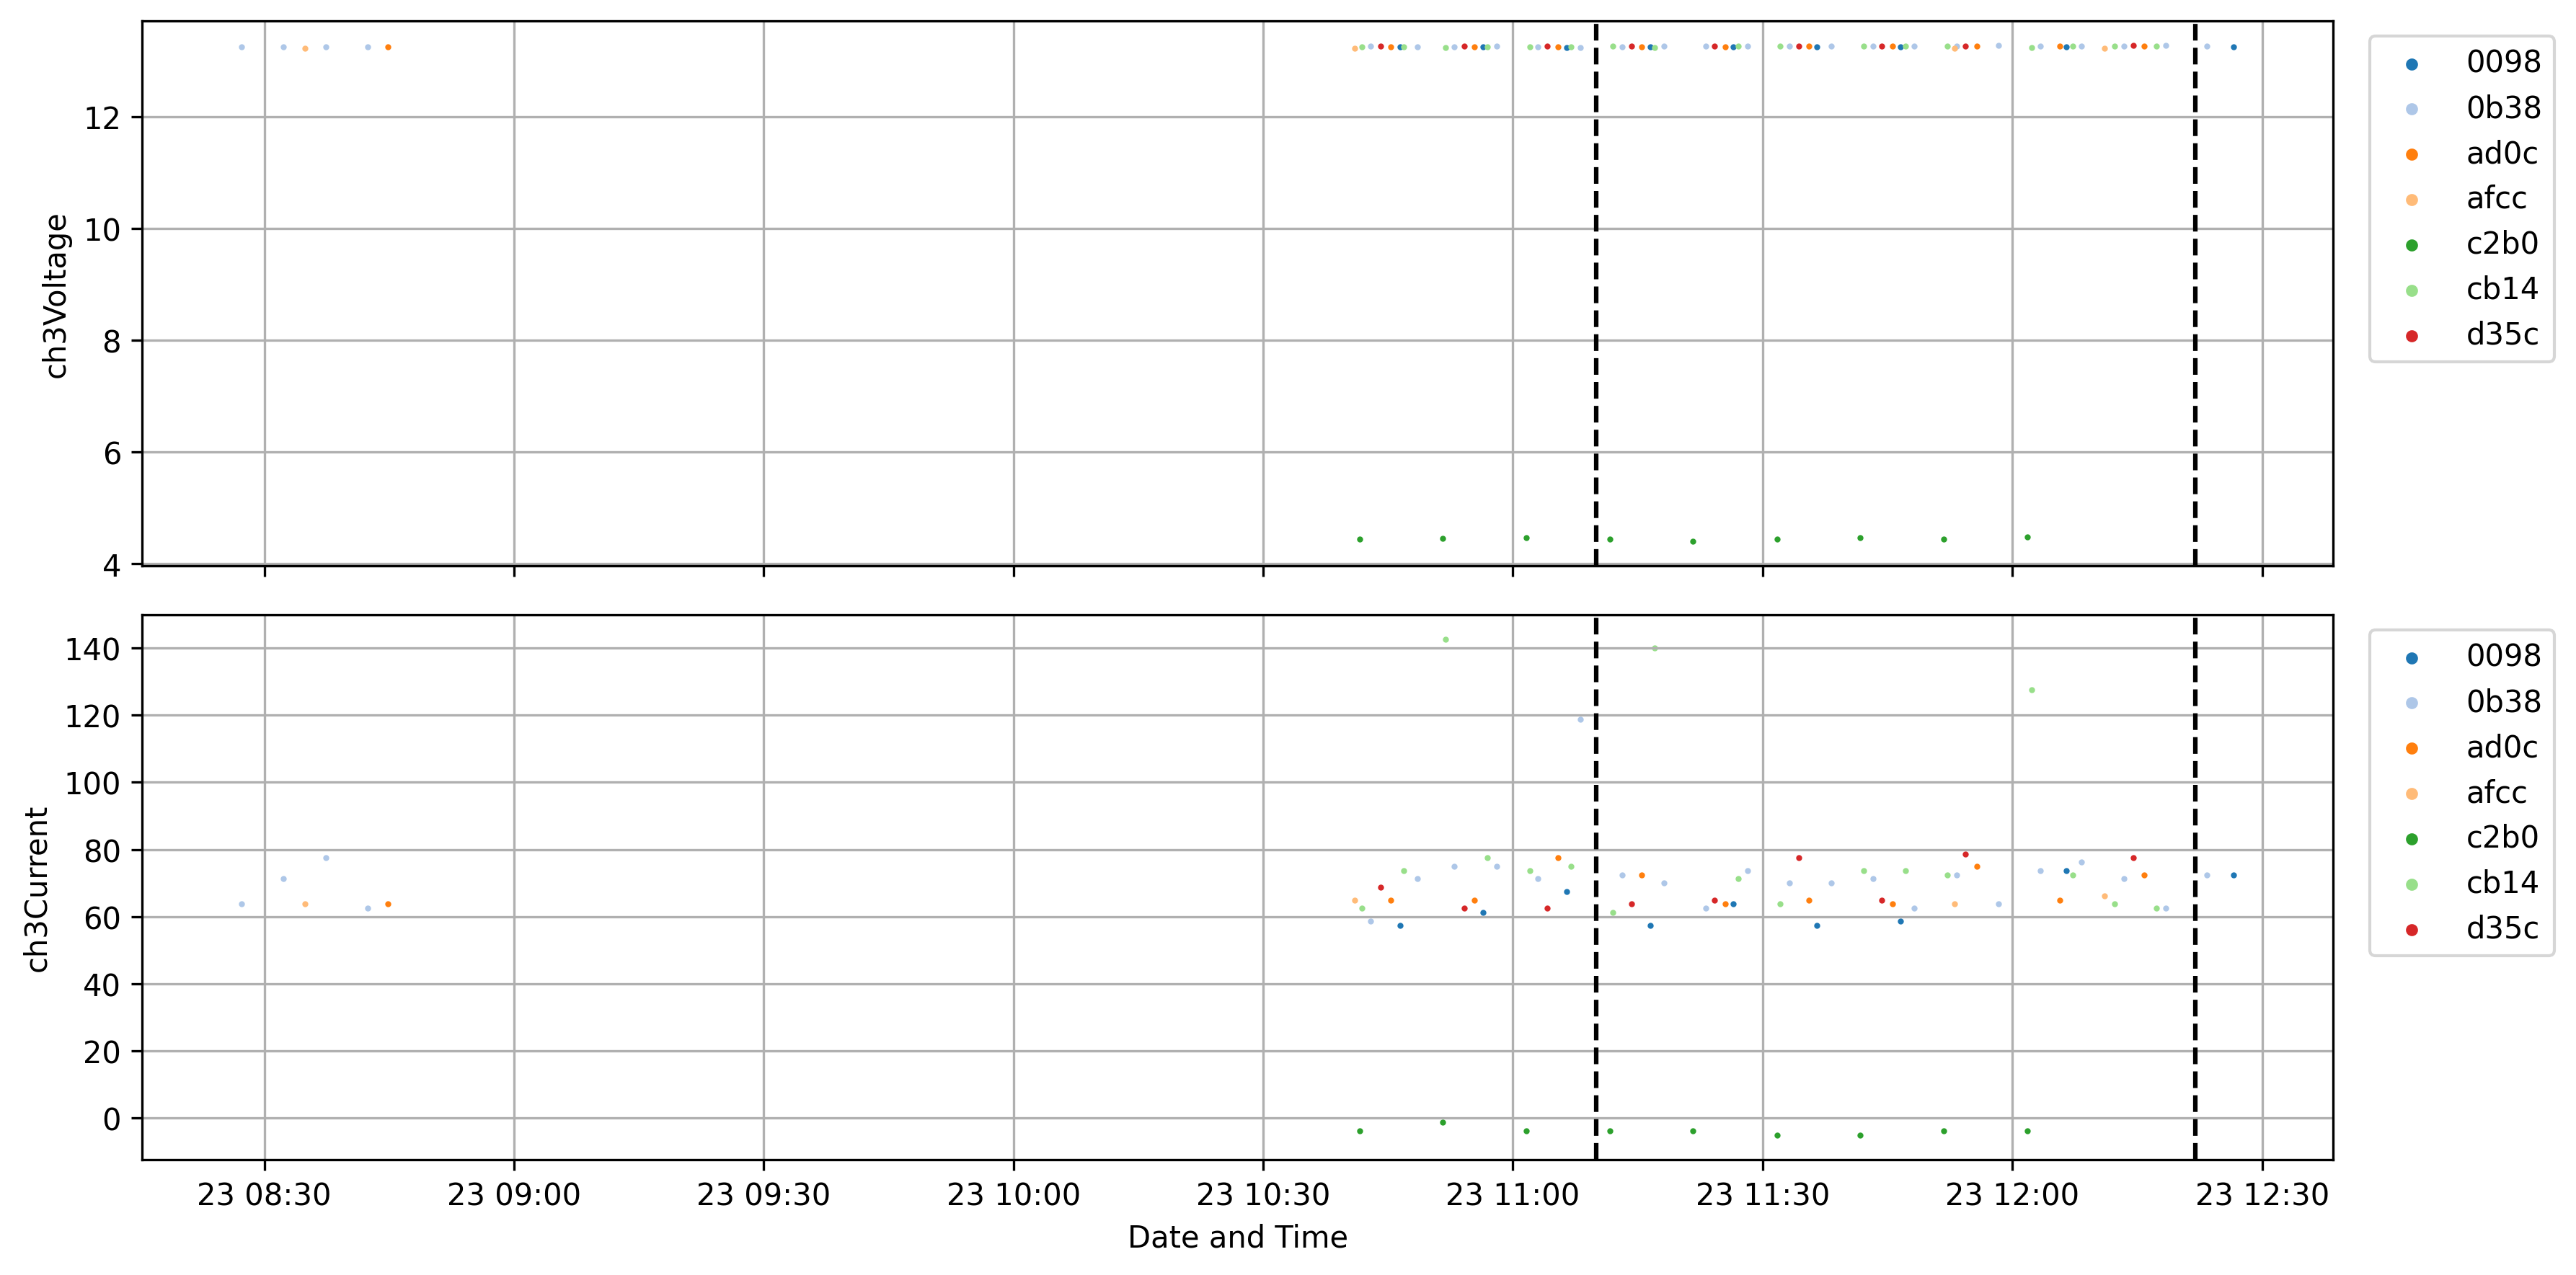 ch3Voltage
12
10
8
6
4
0098
0b38
ad0c
afcc
c2b0
cb14
d35c
ch3Current
140
120
100
80
60
40
20
0
0098
0b38
ad0c
afcc
c2b0
cb14
d35c
23 08:30 23 09:00 23 09:30 23 10:00 23 10:30 23 11:00 23 11:30 23 12:00 23 12:30
Date and Time